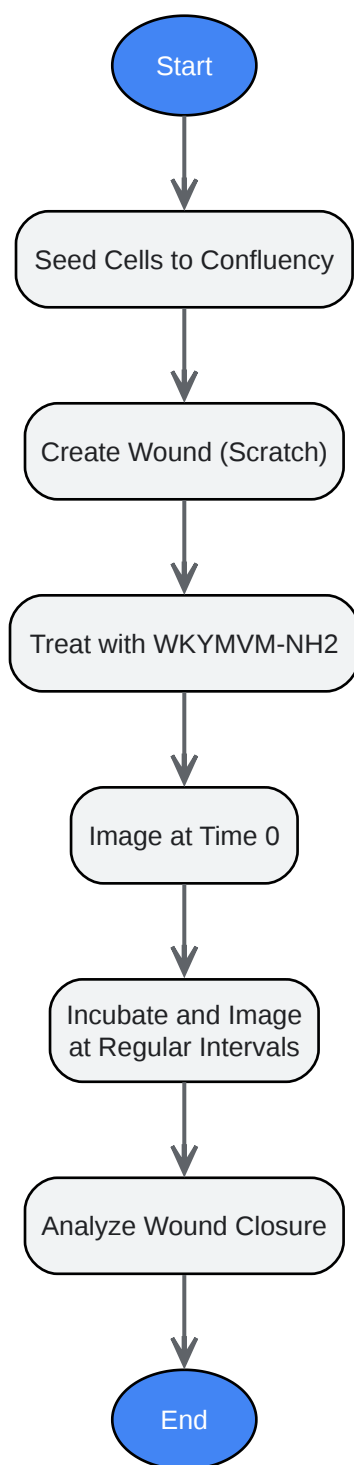 Start
Seed Cells to Confluency
Create Wound (Scratch)
Treat with WKYMVM-NH2
Image at Time 0
Incubate and Image
at Regular Intervals
Analyze Wound Closure
End